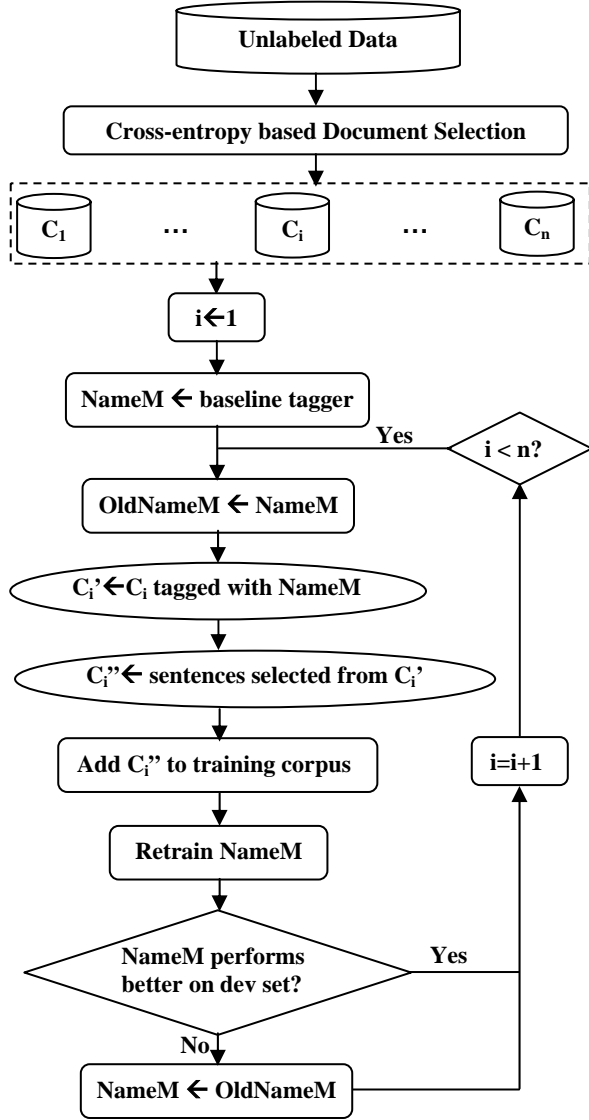 Unlabeled Data
Cross-entropy based Document Selection
C1 ... Ci ... Cn
i←1
NameM ← baseline tagger
Yes
i < n?
OldNameM ← NameM
Ci’ ←Ci tagged with NameM
Ci’’← sentences selected from Ci’
Add Ci’’ to training corpus
i=i+1
Retrain NameM
NameM performs
better on dev set?
Yes
No
NameM ← OldNameM